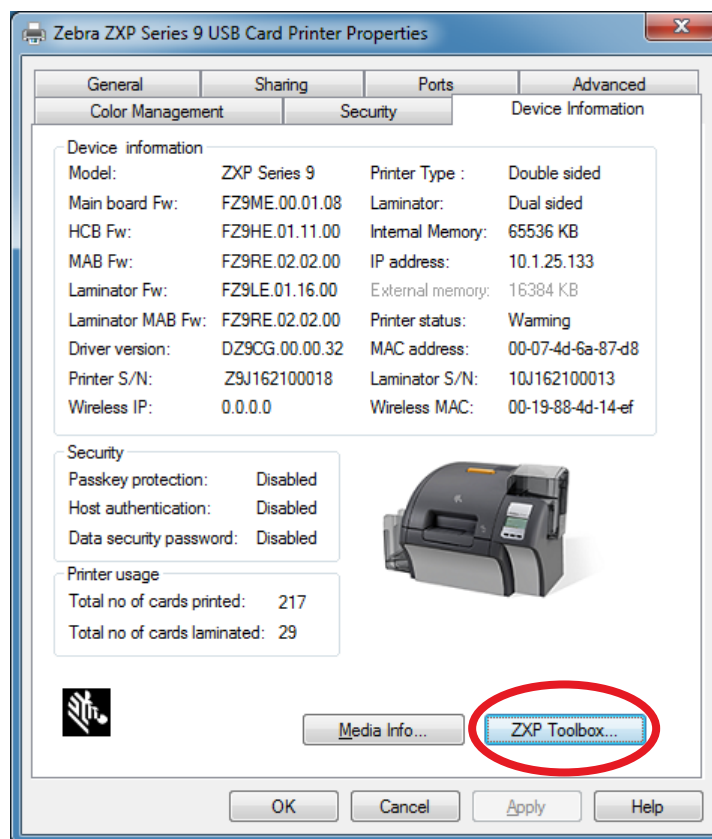 Zebra ZXP Series 9 USB Card Printer Properties
General Sharing Ports Advanced
Color Management Security Device Information
Device information
Model: ZXP Series 9 Printer Type : Double sided
Main board Fw: FZ9ME.00.01.08 Laminator: Dual sided
HCB Fw: FZ9HE.01.11.00 Internal Memory: 65536 KB
MAB Fw: FZ9RE.02.02.00 IP address: 10.1.25.133
Laminator Fw: FZ9LE.01.16.00 External memory: 16384 KB
Laminator MAB Fw: FZ9RE.02.02.00 Printer status: Warming
Driver version: DZ9CG.00.00.32 MAC address: 00-07-4d-6a-87-d8
Printer S/N: Z9J162100018 Laminator S/N: 10J162100013
Wireless IP: 0.0.0.0 Wireless MAC: 00-19-88-4d-14-ef
Security
Passkey protection: Disabled
Host authentication: Disabled
Data security password: Disabled
Printer usage
Total no of cards printed: 217
Total no of cards laminated: 29
Media Info... ZXP Toolbox...
OK Cancel Apply Help